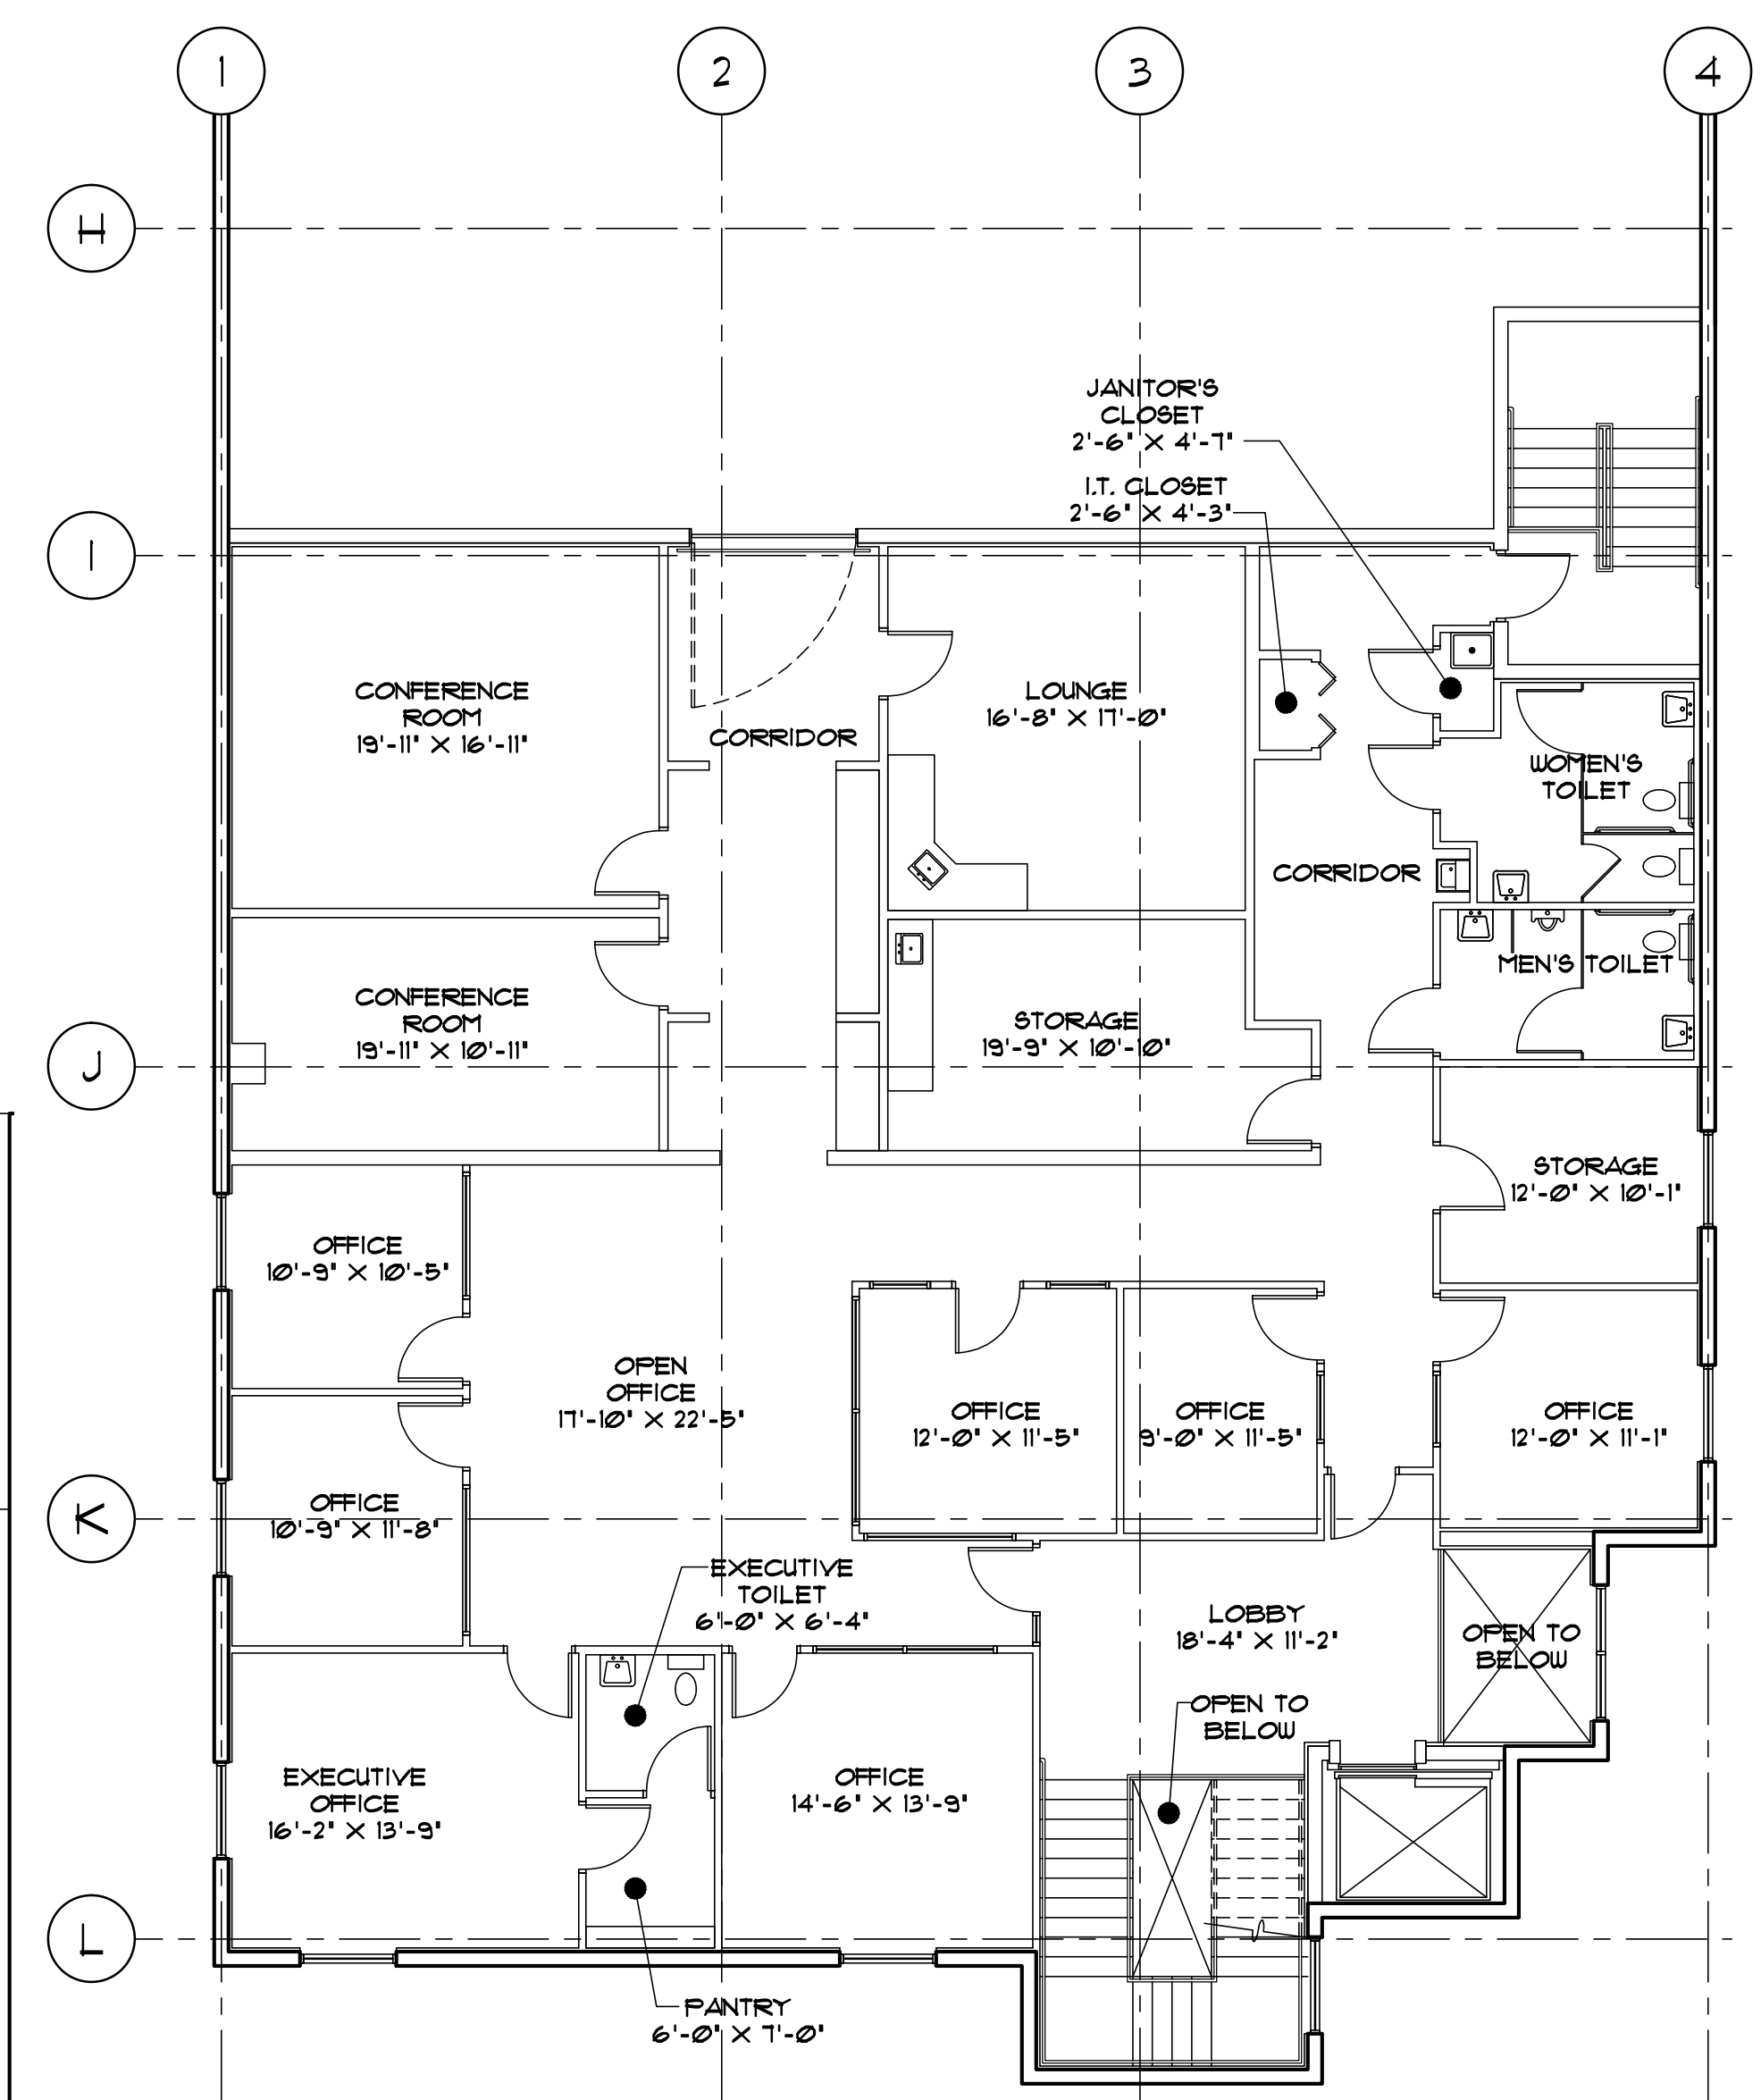 1
2
3
4
H
JANITOR'S
CLOSET
2'-6" X 4'-7"
I.T. CLOSET
2'-6" X 4'-3"
I
CONFERENCE
ROOM
19'-11" X 16'-11"
CORRIDOR
LOUNGE
16'-8" X 17'-0"
WOMEN'S
TOILET
CORRIDOR
MEN'S TOILET
CONFERENCE
ROOM
19'-11" X 10'-11"
STORAGE
19'-9" X 10'-10"
J
STORAGE
12'-0" X 10'-1"
OFFICE
10'-9" X 10'-5"
OPEN
OFFICE
17'-10" X 22'-5"
OFFICE
12'-0" X 11'-5"
OFFICE
9'-0" X 11'-5"
OFFICE
12'-0" X 11'-1"
OFFICE
10'-9" X 11'-8"
K
EXECUTIVE
TOILET
6'-0" X 6'-4"
LOBBY
18'-4" X 11'-2"
OPEN TO
BELOW
OPEN TO
BELOW
EXECUTIVE
OFFICE
16'-2" X 13'-9"
OFFICE
14'-6" X 13'-9"
L
PANTRY
6'-0" X 7'-0"